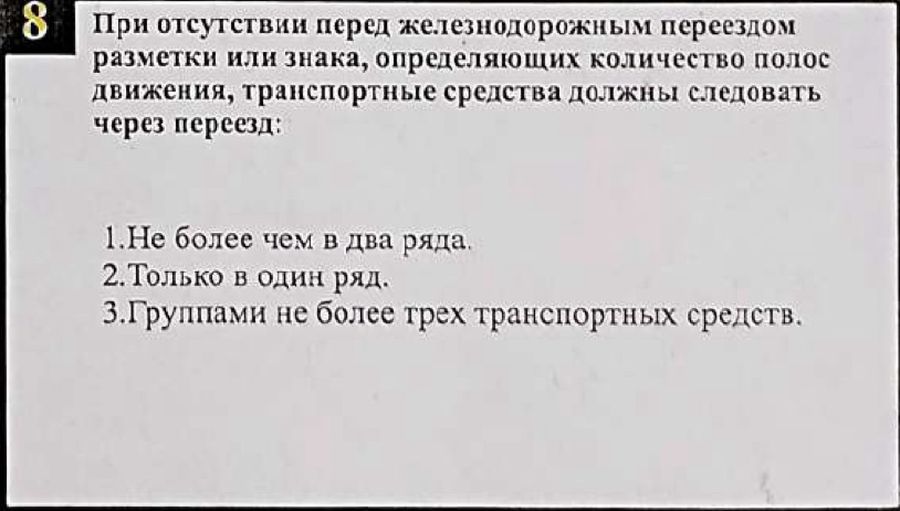 8
При отсутствии перед железнодорожным переездом
разметки или знака, определяющих количество полос
движения, транспортные средства должны следовать
через переезд:
1.Не более чем в два ряда.
2.Только в один ряд.
3.Группами не более трех транспортных средств.